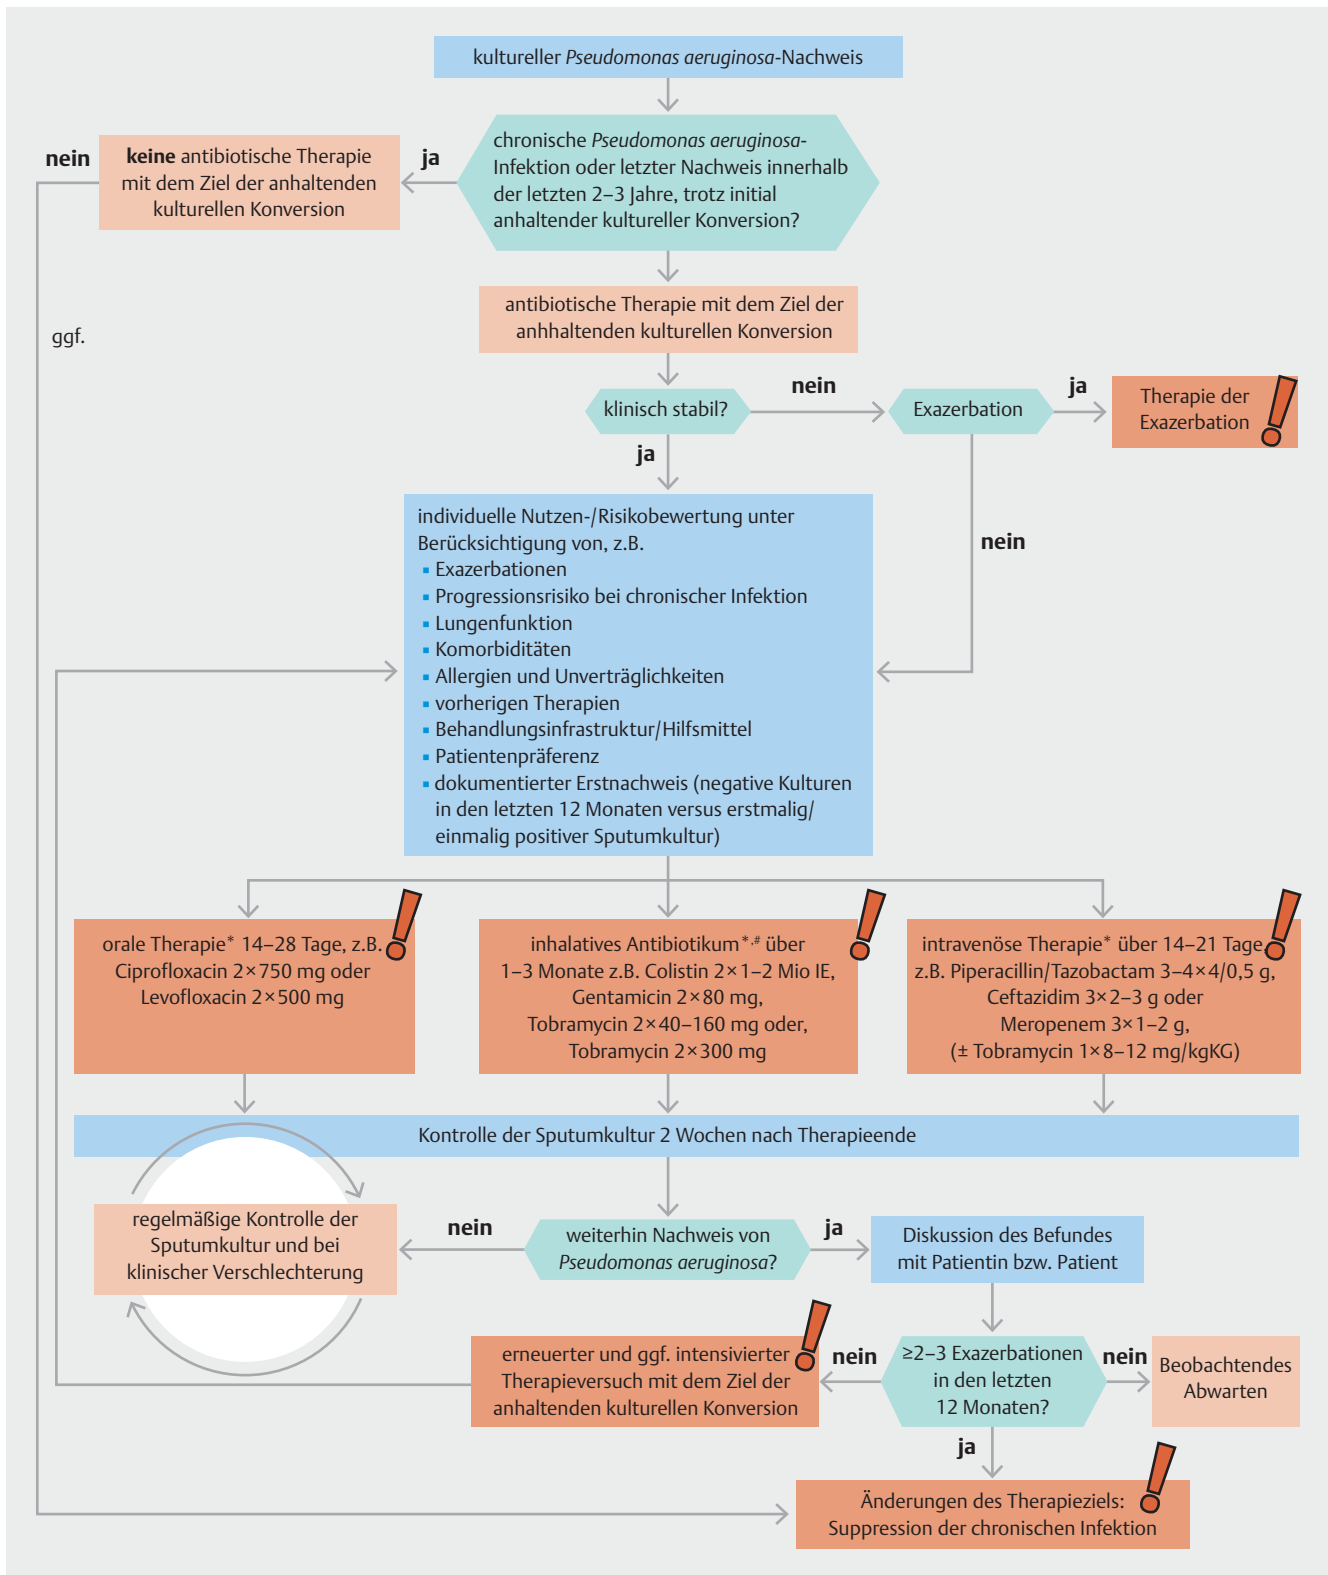 kultureller Pseudomonas aeruginosa-Nachweis
chronische Pseudomonas aeruginosa-
Infektion oder letzter Nachweis innerhalb
der letzten 2–3 Jahre, trotz initial
anhaltender kultureller Konversion?
ja
keine antibiotische Therapie
mit dem Ziel der anhaltenden
kulturellen Konversion
nein
ggf.
antibiotische Therapie mit dem Ziel der
anhhaltenden kulturellen Konversion
klinisch stabil?
nein
Exazerbation
ja
Therapie der
Exazerbation
ja
nein
individuelle Nutzen-/Risikobewertung unter
Berücksichtigung von, z.B.
▪ Exazerbationen
▪ Progressionsrisiko bei chronischer Infektion
▪ Lungenfunktion
▪ Komorbiditäten
▪ Allergien und Unverträglichkeiten
▪ vorherigen Therapien
▪ Behandlungsinfrastruktur/Hilfsmittel
▪ Patientenpräferenz
▪ dokumentierter Erstnachweis (negative Kulturen
in den letzten 12 Monaten versus erstmalig/
einmalig positiver Sputumkultur)
orale Therapie* 14–28 Tage, z.B.
Ciprofloxacin 2×750 mg oder
Levofloxacin 2×500 mg
inhalatives Antibiotikum*,# über
1–3 Monate z.B. Colistin 2×1–2 Mio IE,
Gentamicin 2×80 mg,
Tobramycin 2×40–160 mg oder,
Tobramycin 2×300 mg
intravenöse Therapie* über 14–21 Tage,
z.B. Piperacillin/Tazobactam 3–4×4/0,5 g,
Ceftazidim 3×2–3 g oder
Meropenem 3×1–2 g,
(± Tobramycin 1×8–12 mg/kgKG)
Kontrolle der Sputumkultur 2 Wochen nach Therapieende
weiterhin Nachweis von
Pseudomonas aeruginosa?
nein
regelmäßige Kontrolle der
Sputumkultur und bei
klinischer Verschlechterung
ja
Diskussion des Befundes
mit Patientin bzw. Patient
≥2–3 Exazerbationen
in den letzten
12 Monaten?
nein
erneuerter und ggf. intensivierter
Therapieversuch mit dem Ziel der
anhaltenden kulturellen Konversion
nein
Beobachtendes
Abwarten
ja
Änderungen des Therapieziels:
Suppression der chronischen Infektion